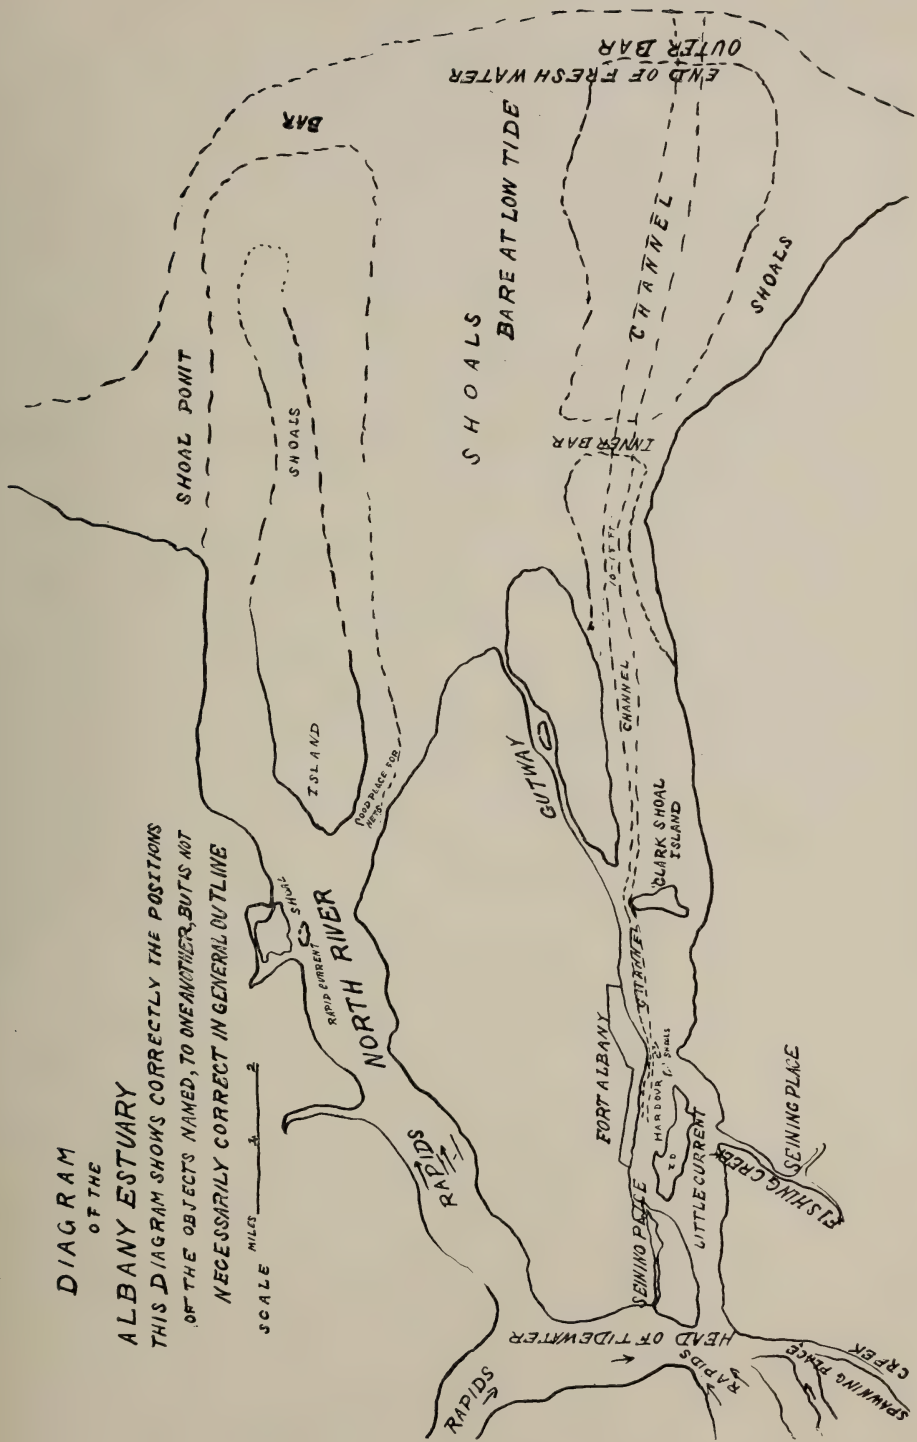 DIAGRAM
OF THE
ALBANY ESTUARY
THIS DIAGRAM SHOWS CORRECTLY THE POSITIONS
OF THE OBJECTS NAMED, TO ONE ANOTHER, BUT IS NOT
NECESSARILY CORRECT IN GENERAL OUTLINE
SCALE MILES 2
SHOAL PONIT
BAR
SHOALS
ISLAND
GOOD PLACE FOR
NETS
SHOAL
RAPID CURRENT
NORTH RIVER
RAPIDS
RAPIDS
HEAD OF TIDEWATER
RAPIDS
SPAWNING PLACE
CREEK
SHOALS
BARE AT LOW TIDE
END OF FRESH WATER
OUTER BAR
CHANNEL
SHOALS
INNER BAR
CHANNEL
GUTWAY
CLARK SHOAL
ISLAND
CHANNEL
FORT ALBANY
HARBOUR
SHOALS
SEINING PLACE
LITTLE CURRENT
FISHING CREEK
SEINING PLACE